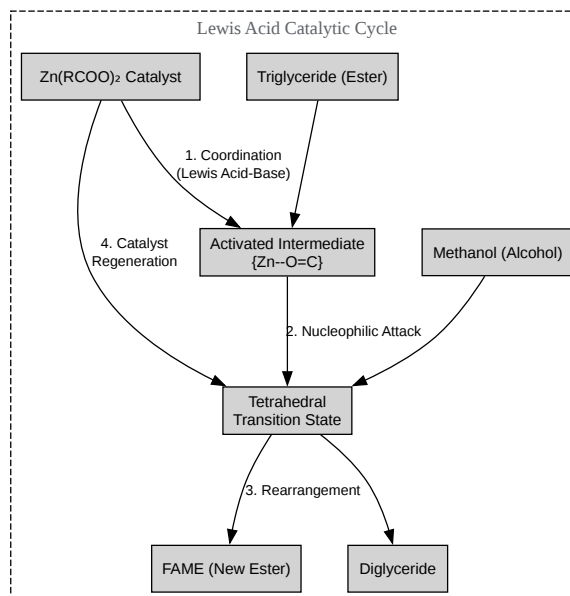 Lewis Acid Catalytic Cycle
Zn(RCOO)₂ Catalyst
Triglyceride (Ester)
1. Coordination
(Lewis Acid-Base)
4. Catalyst
Regeneration
Activated Intermediate
{Zn--O=C}
Methanol (Alcohol)
2. Nucleophilic Attack
Tetrahedral
Transition State
3. Rearrangement
FAME (New Ester)
Diglyceride